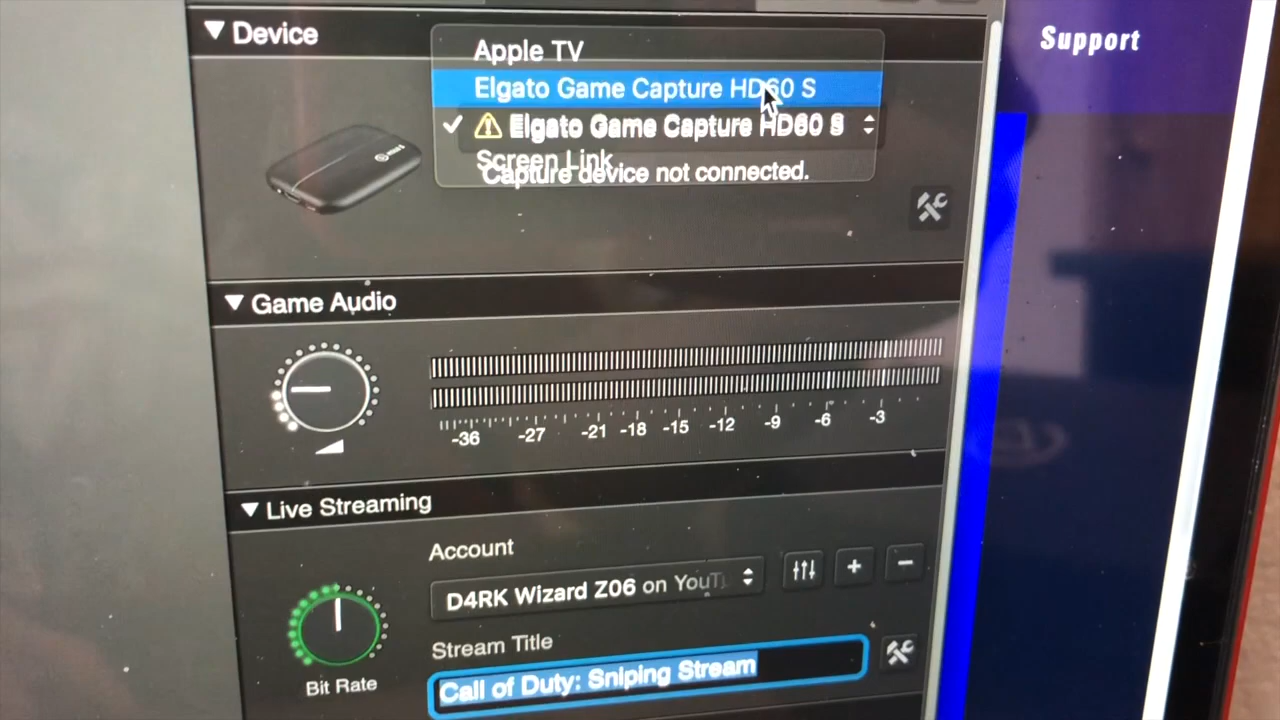 Device
Support
Apple TV
Elgato Game Capture HD60 S
Elgato Game Capture HD60 S
Screen Link
Capture device not connected.
Game Audio
-36 -27 -21 -18 -15 -12 -9 -6 -3
Live Streaming
Account
D4RK Wizard Z06 on YouT
Stream Title
Call of Duty: Sniping Stream
Bit Rate